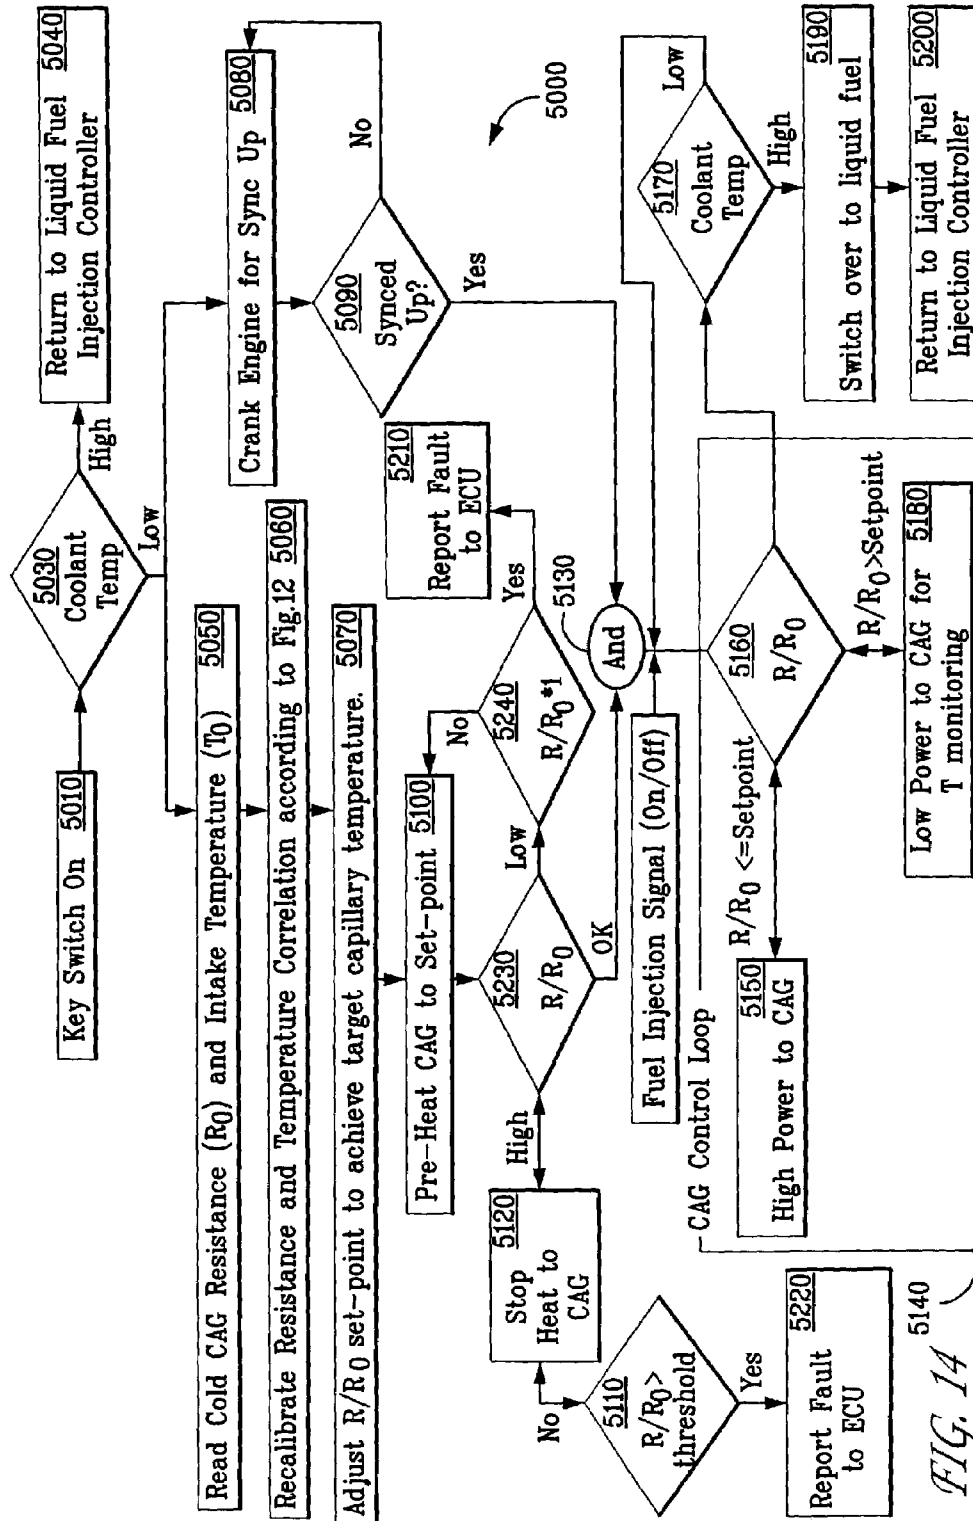 Key Switch On 5010
5030
Coolant
Temp
High
Return to Liquid Fuel 5040
Injection Controller
Low
Read Cold CAG Resistance (R0) and Intake Temperature (T0) 5050
Recalibrate Resistance and Temperature Correlation according to Fig.12 5060
Adjust R/R0 set-point to achieve target capillary temperature. 5070
Crank Engine for Sync Up 5080
5090
Synced
Up?
No
Yes
5000
Pre-Heat CAG to Set-point 5100
5230
R/R0
High
Low
OK
5240
R/R0*1
No
Yes
5210
Report Fault
to ECU
5120
Stop
Heat to
CAG
5110
R/R0>
threshold
No
Yes
5220
Report Fault
to ECU
5130
And
Fuel Injection Signal (On/Off)
CAG Control Loop
5160
R/R0
R/R0 <=Setpoint
R/R0>Setpoint
5150
High Power to CAG
Low Power to CAG for 5180
T monitoring
5170
Coolant
Temp
Low
High
5190
Switch over to liquid fuel
5200
Return to Liquid Fuel
Injection Controller
5140
FIG. 14